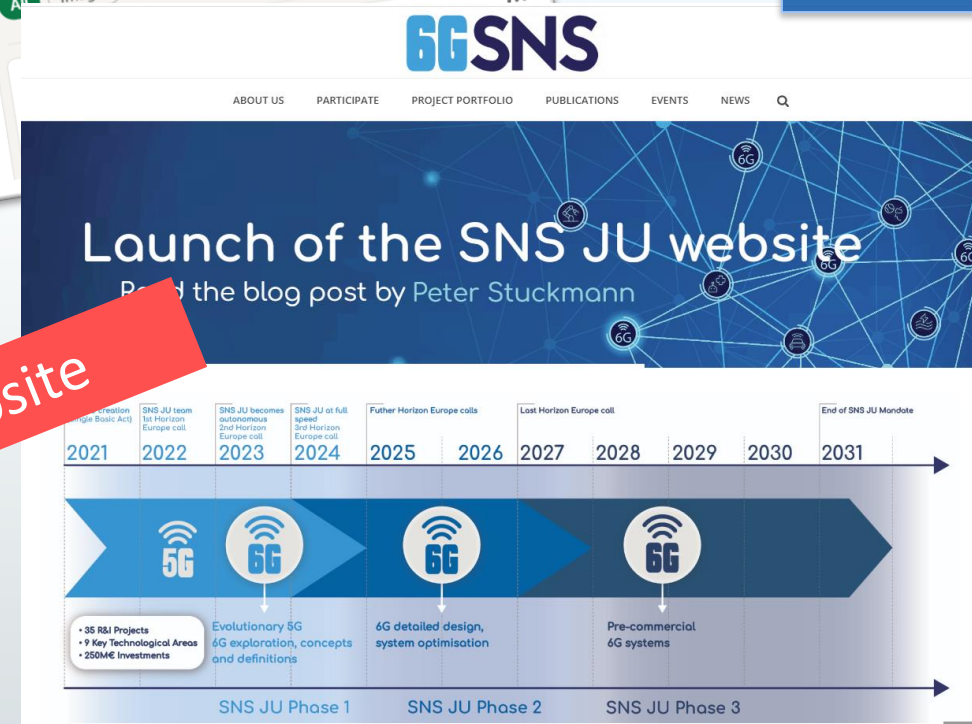 6GSNS
ABOUT US PARTICIPATE PROJECT PORTFOLIO PUBLICATIONS EVENTS NEWS
6G
Launch of the SNS JU website
6G
the blog post by Peter Stuckmann
6G
SNS JU team
1st Horizon
Europe call
SNS JU becomes
autonomous
2nd Horizon
Europe call
SNS JU at full
speed
3rd Horizon
Europe call
Futher Horizon Europe calls
Last Horizon Europe call
End of SNS JU Mandate
2021 2022 2023 2024 2025 2026 2027 2028 2029 2030 2031
5G 6G 6G 6G
• 35 R&I Projects
• 9 Key Technological Areas
• 250M€ Investments
Evolutionary 5G
6G exploration, concepts
and definitions
6G detailed design,
system optimisation
Pre-commercial
6G systems
SNS JU Phase 1 SNS JU Phase 2 SNS JU Phase 3